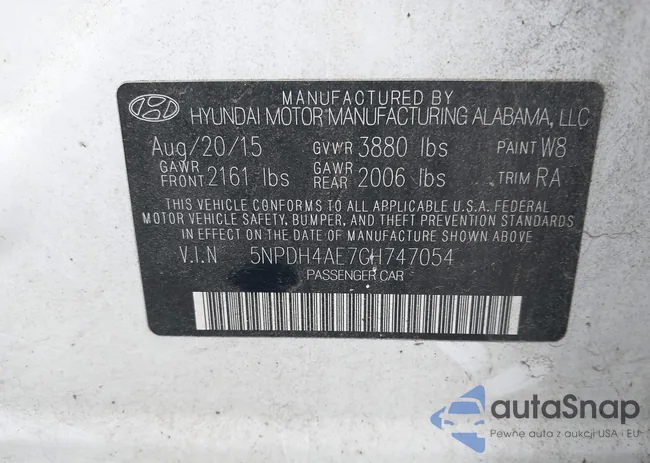 MANUFACTURED BY
HYUNDAI MOTOR MANUFACTURING ALABAMA, LLC
Aug/20/15 GVWR 3880 lbs PAINT W8
GAWR FRONT 2161 lbs GAWR REAR 2006 lbs TRIM RA
THIS VEHICLE CONFORMS TO ALL APPLICABLE U.S.A. FEDERAL
MOTOR VEHICLE SAFETY, BUMPER, AND THEFT PREVENTION STANDARDS
IN EFFECT ON THE DATE OF MANUFACTURE SHOWN ABOVE
V.I.N 5NPDH4AE7GH747054
PASSENGER CAR
autaSnap
Pewne auta z aukcji USA i EU